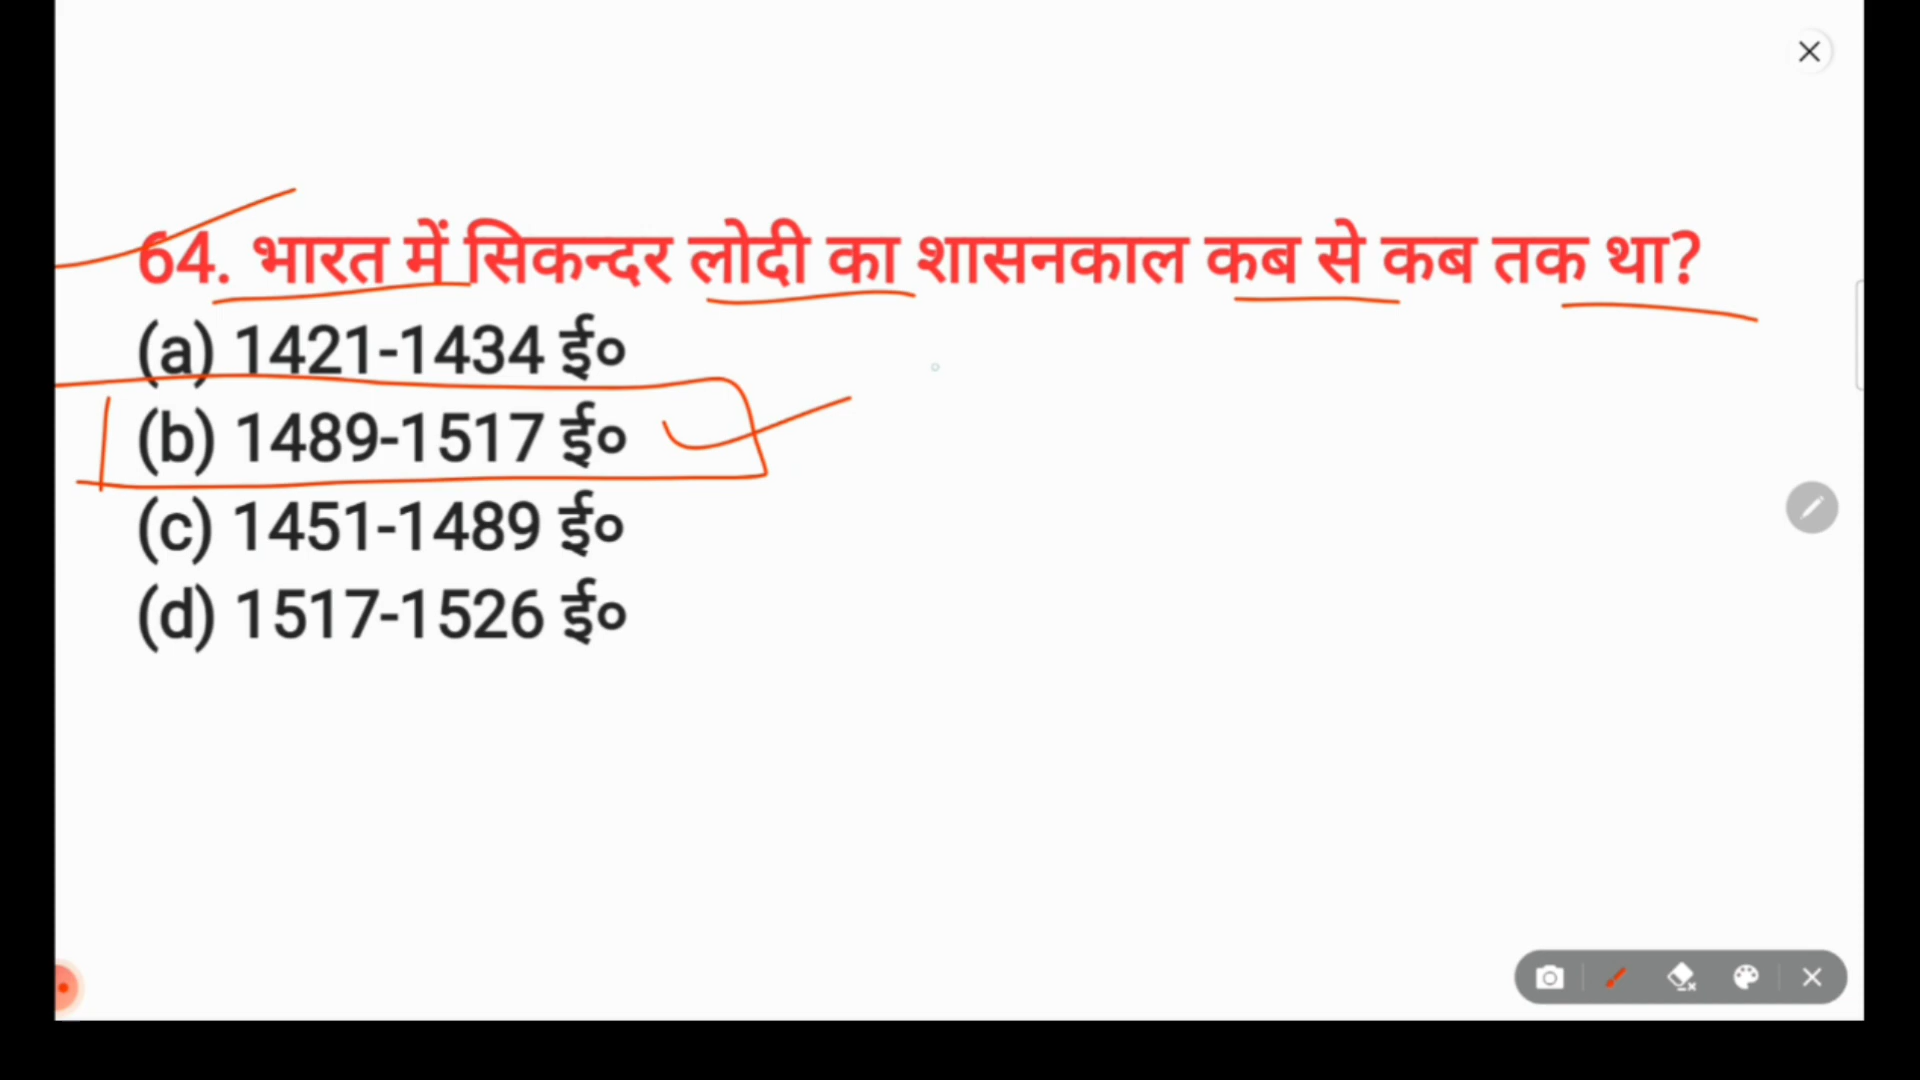 64. भारत में सिकन्दर लोदी का शासनकाल कब से कब तक था?
(a) 1421-1434 ई०
(b) 1489-1517 ई०
(c) 1451-1489 ई०
(d) 1517-1526 ई०